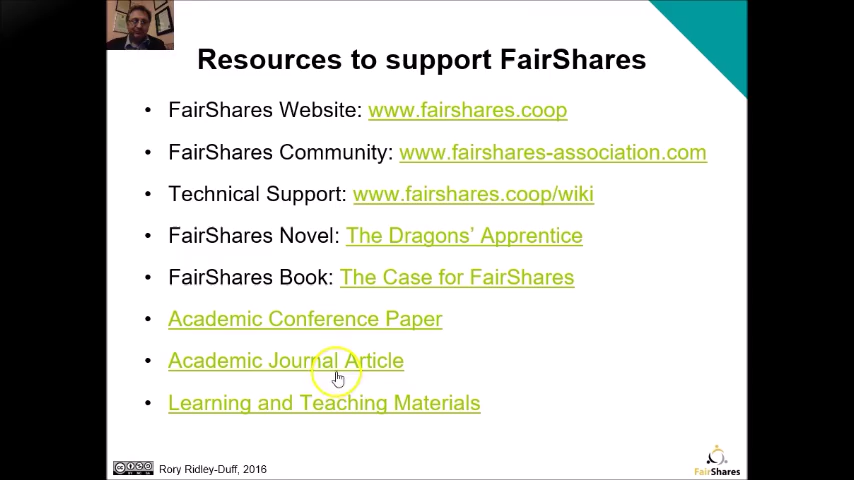 Resources to support FairShares
• FairShares Website: www.fairshares.coop
• FairShares Community: www.fairshares-association.com
• Technical Support: www.fairshares.coop/wiki
• FairShares Novel: The Dragons’ Apprentice
• FairShares Book: The Case for FairShares
• Academic Conference Paper
• Academic Journal Article
• Learning and Teaching Materials
Rory Ridley-Duff, 2016
FairShares